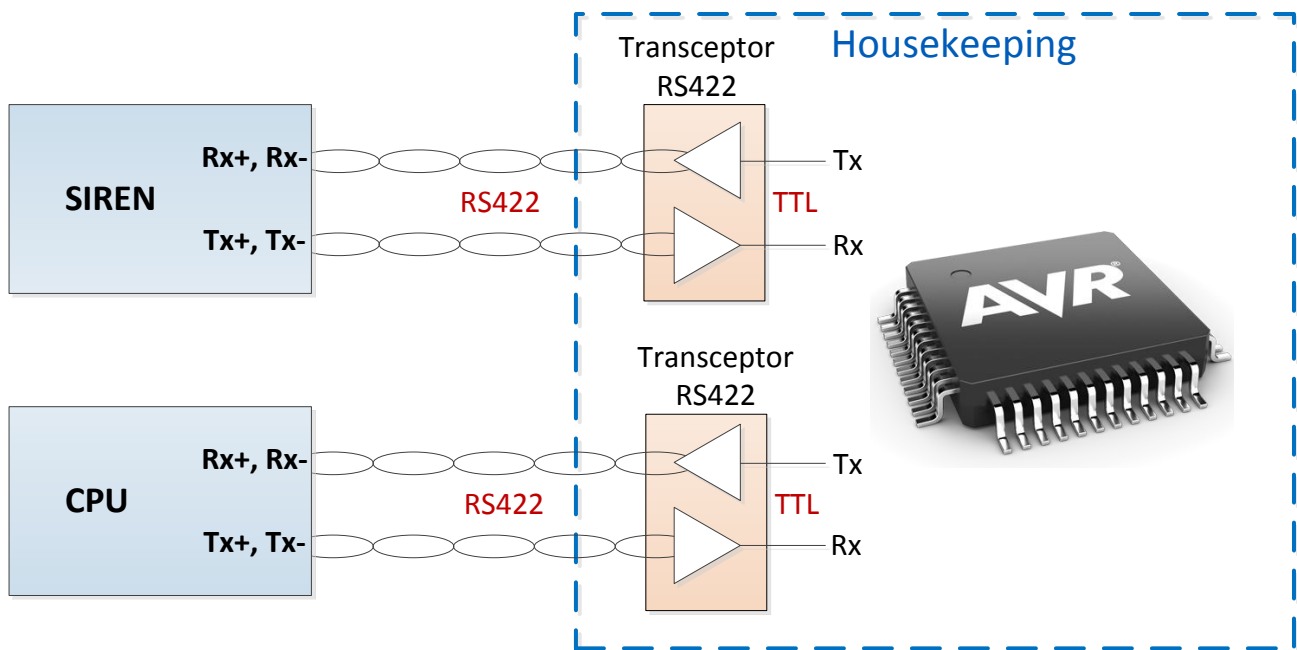 Housekeeping
Transceptor
RS422
SIREN
Rx+, Rx-
Tx+, Tx-
RS422
TTL
Tx
Rx
AVR®
Transceptor
RS422
CPU
Rx+, Rx-
Tx+, Tx-
RS422
TTL
Tx
Rx